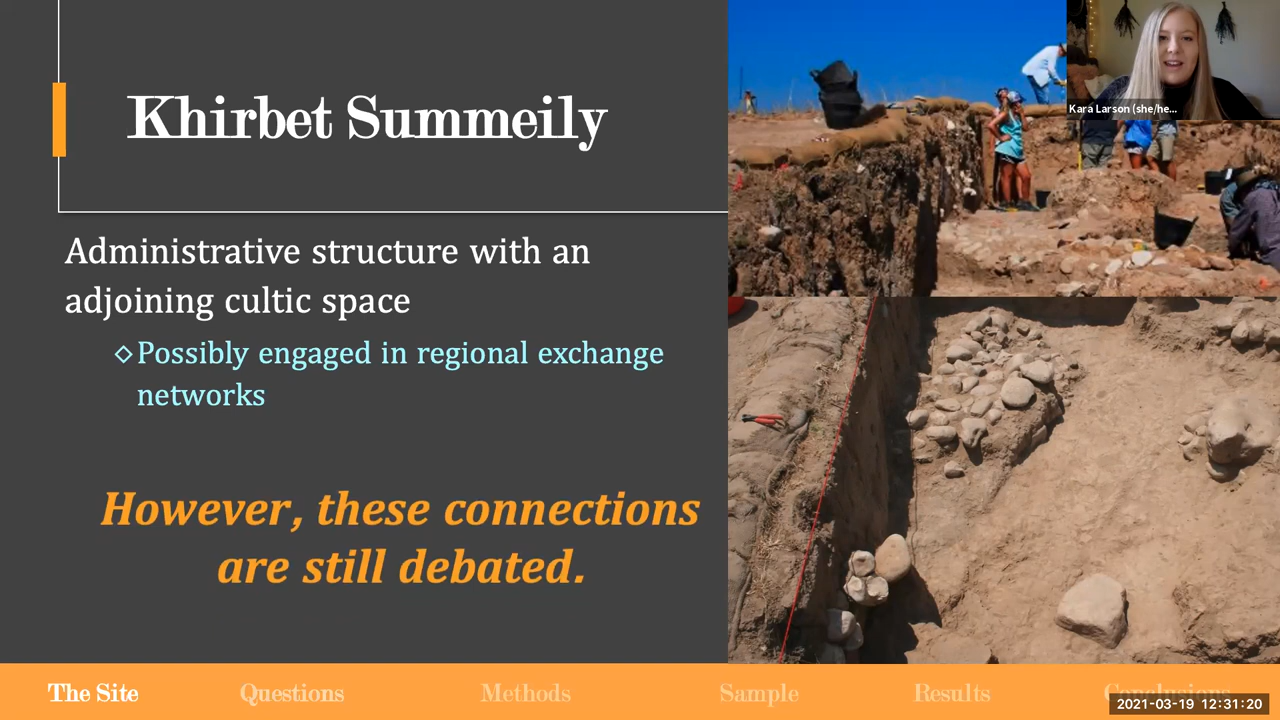 Khirbet Summeily
Kara Larson (she/he...
Administrative structure with an
adjoining cultic space
◇Possibly engaged in regional exchange
networks
However, these connections
are still debated.
The Site
Questions
Methods
Sample
Results
Conclusions
2021-03-19 12:31:20